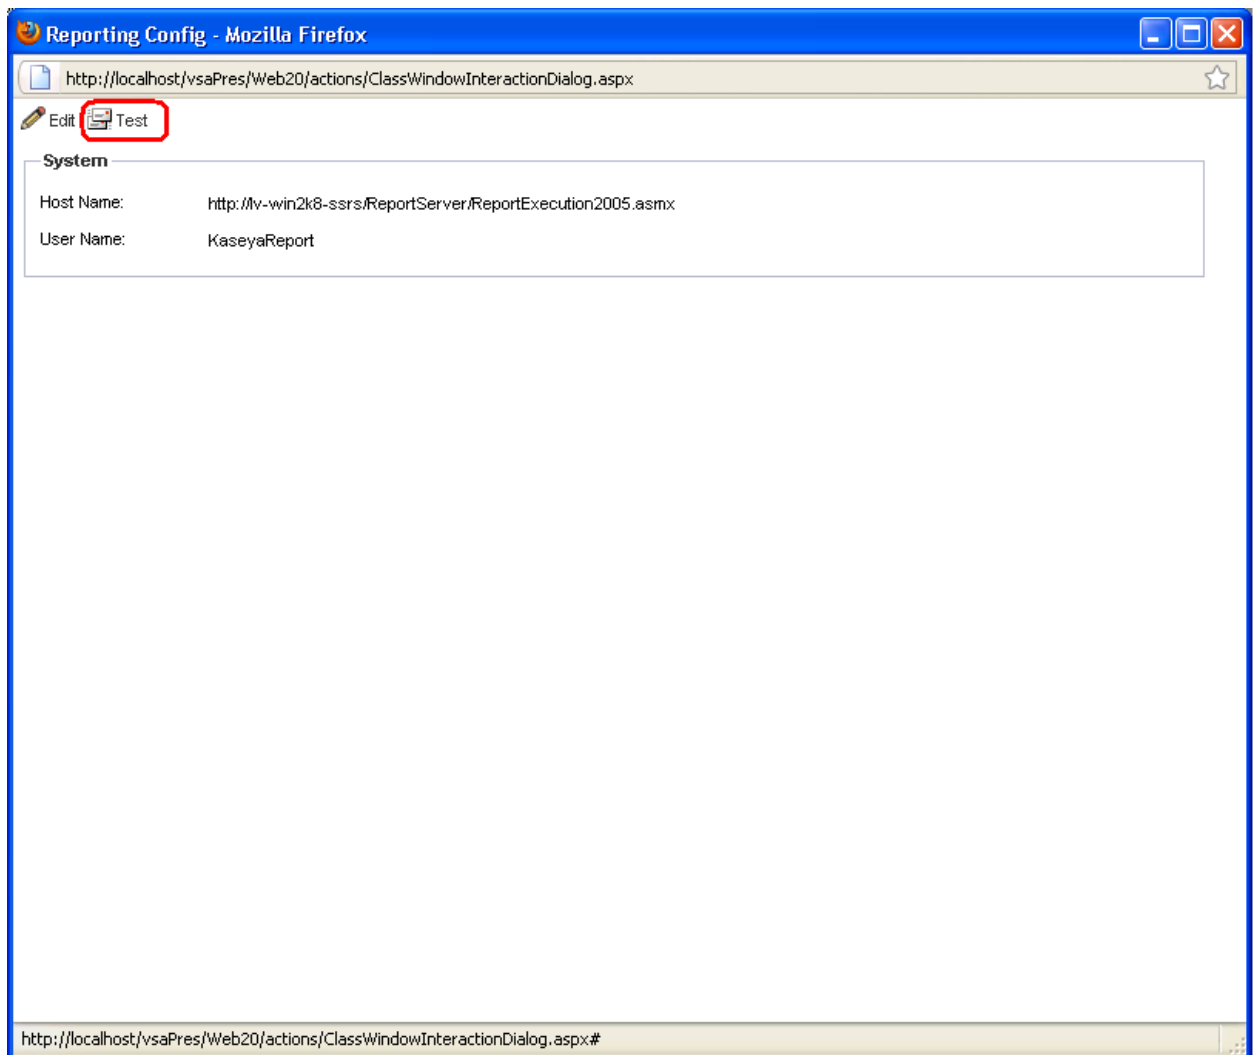 Reporting Config - Mozilla Firefox
http://localhost/vsaPres/Web20/actions/ClassWindowInteractionDialog.aspx
Edit Test
System
Host Name: http://lv-win2k8-ssrs/ReportServer/ReportExecution2005.asmx
User Name: KaseyaReport
http://localhost/vsaPres/Web20/actions/ClassWindowInteractionDialog.aspx#